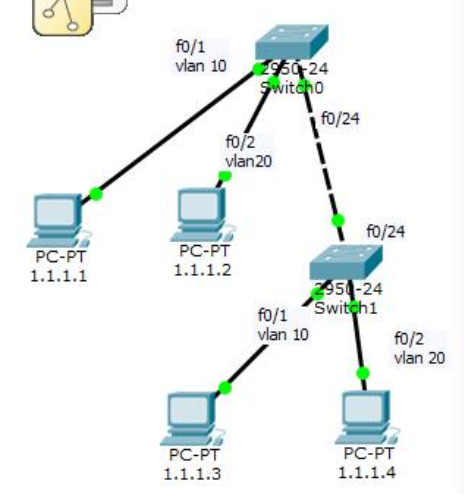 f0/1
vlan 10
2950-24
Switch0
f0/24
f0/2
vlan20
PC-PT
1.1.1.1
PC-PT
1.1.1.2
f0/24
2950-24
Switch1
f0/1
vlan 10
f0/2
vlan 20
PC-PT
1.1.1.3
PC-PT
1.1.1.4